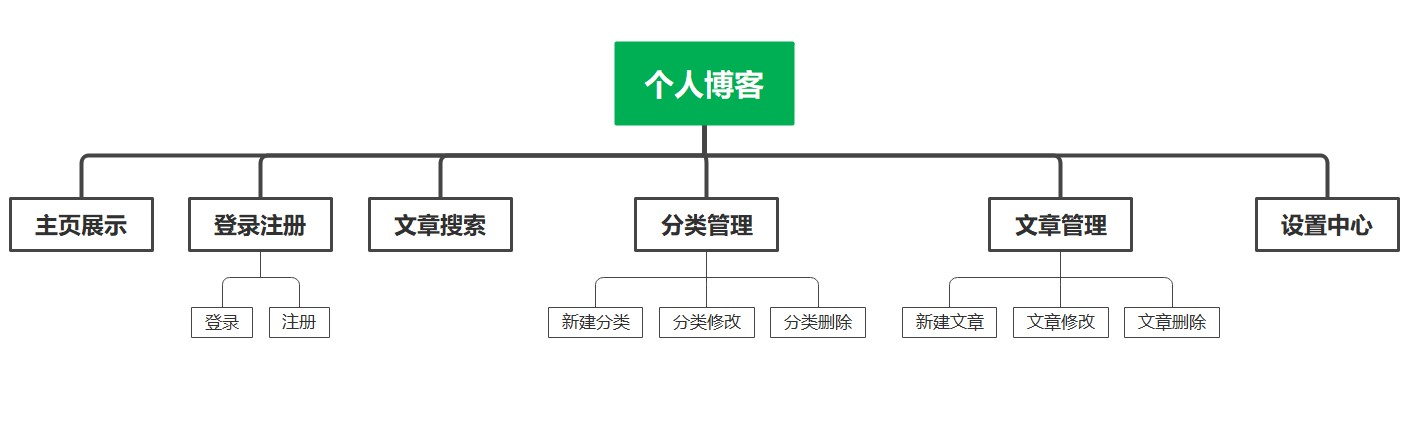 个人博客
主页展示
登录注册
文章搜索
分类管理
文章管理
设置中心
登录
注册
新建分类
分类修改
分类删除
新建文章
文章修改
文章删除